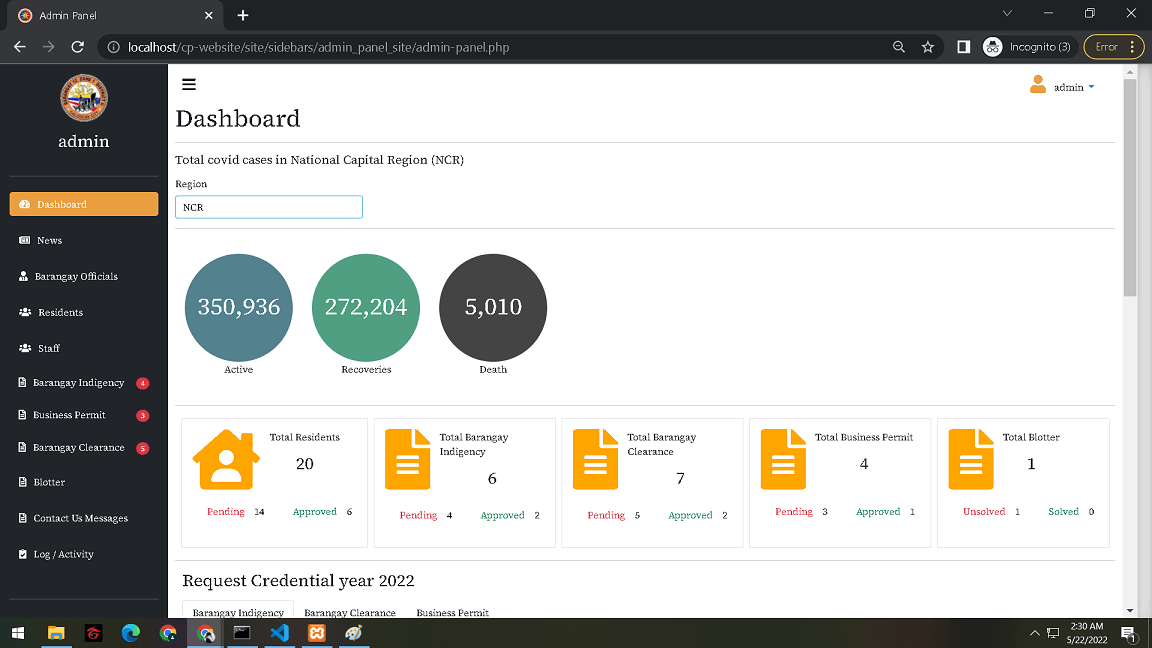 Admin Panel
localhost/cp-website/site/sidebars/admin_panel_site/admin-panel.php
Incognito (3)
Error
admin
Dashboard
News
Barangay Officials
Residents
Staff
Barangay Indigency 4
Business Permit 3
Barangay Clearance 5
Blotter
Contact Us Messages
Log / Activity
admin
Dashboard
Total covid cases in National Capital Region (NCR)
Region
NCR
350,936
Active
272,204
Recoveries
5,010
Death
Total Residents
20
Pending 14 Approved 6
Total Barangay
Indigency
6
Pending 4 Approved 2
Total Barangay
Clearance
7
Pending 5 Approved 2
Total Business Permit
4
Pending 3 Approved 1
Total Blotter
1
Unsolved 1 Solved 0
Request Credential year 2022
Barangay Indigency Barangay Clearance Business Permit
2:30 AM
5/22/2022
1